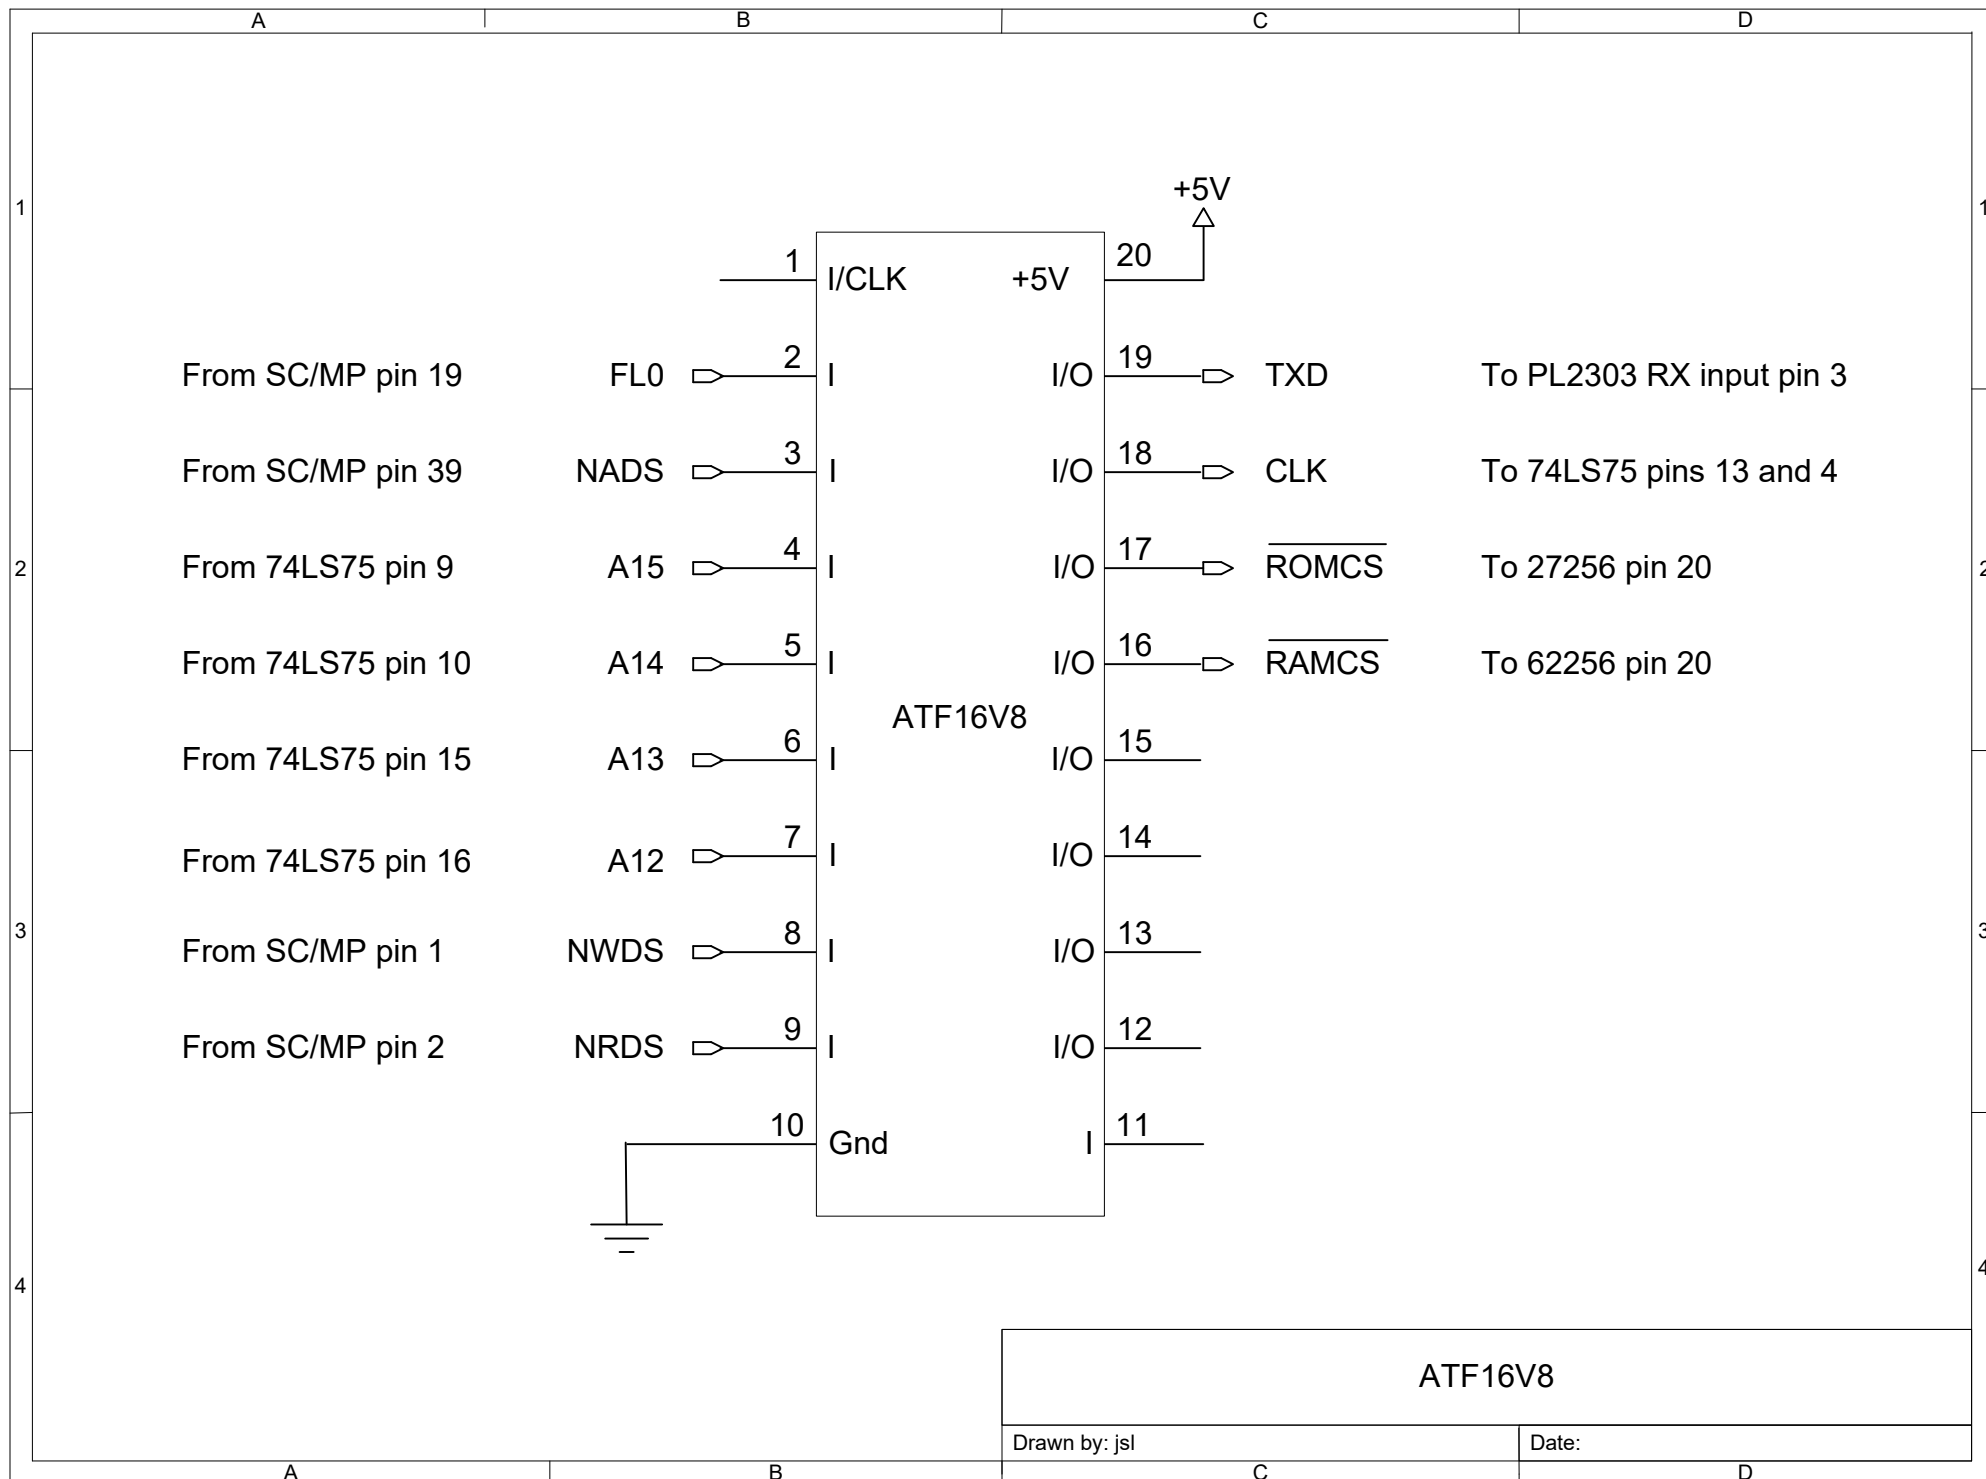 A B C D
1 1
+5V
1 I/CLK +5V 20
From SC/MP pin 19 FL0 2 I I/O 19 TXD To PL2303 RX input pin 3
From SC/MP pin 39 NADS 3 I I/O 18 CLK To 74LS75 pins 13 and 4
2 From 74LS75 pin 9 A15 4 I I/O 17 ROMCS To 27256 pin 20 2
From 74LS75 pin 10 A14 5 I I/O 16 RAMCS To 62256 pin 20
ATF16V8
From 74LS75 pin 15 A13 6 I I/O 15
From 74LS75 pin 16 A12 7 I I/O 14
3 From SC/MP pin 1 NWDS 8 I I/O 13 3
From SC/MP pin 2 NRDS 9 I I/O 12
10 Gnd I 11
4 4
ATF16V8
Drawn by: jsl Date:
A B C D